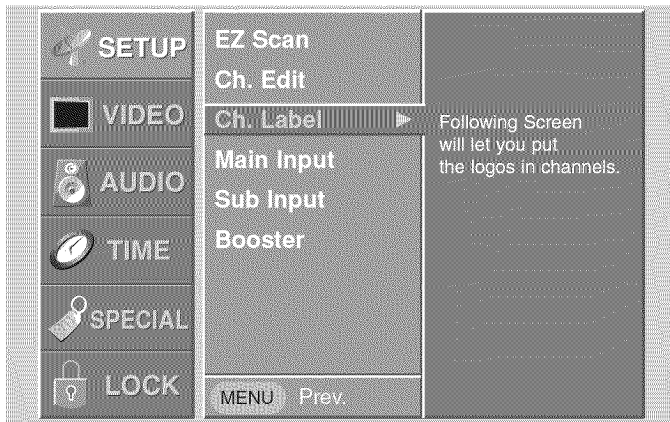 SETUP
VIDEO
AUDIO
TIME
SPECIAL
LOCK
EZ Scan
Ch. Edit
Ch. Label
Main Input
Sub Input
Booster
MENU Prev.
Following Screen
will let you put
the logos in channels.